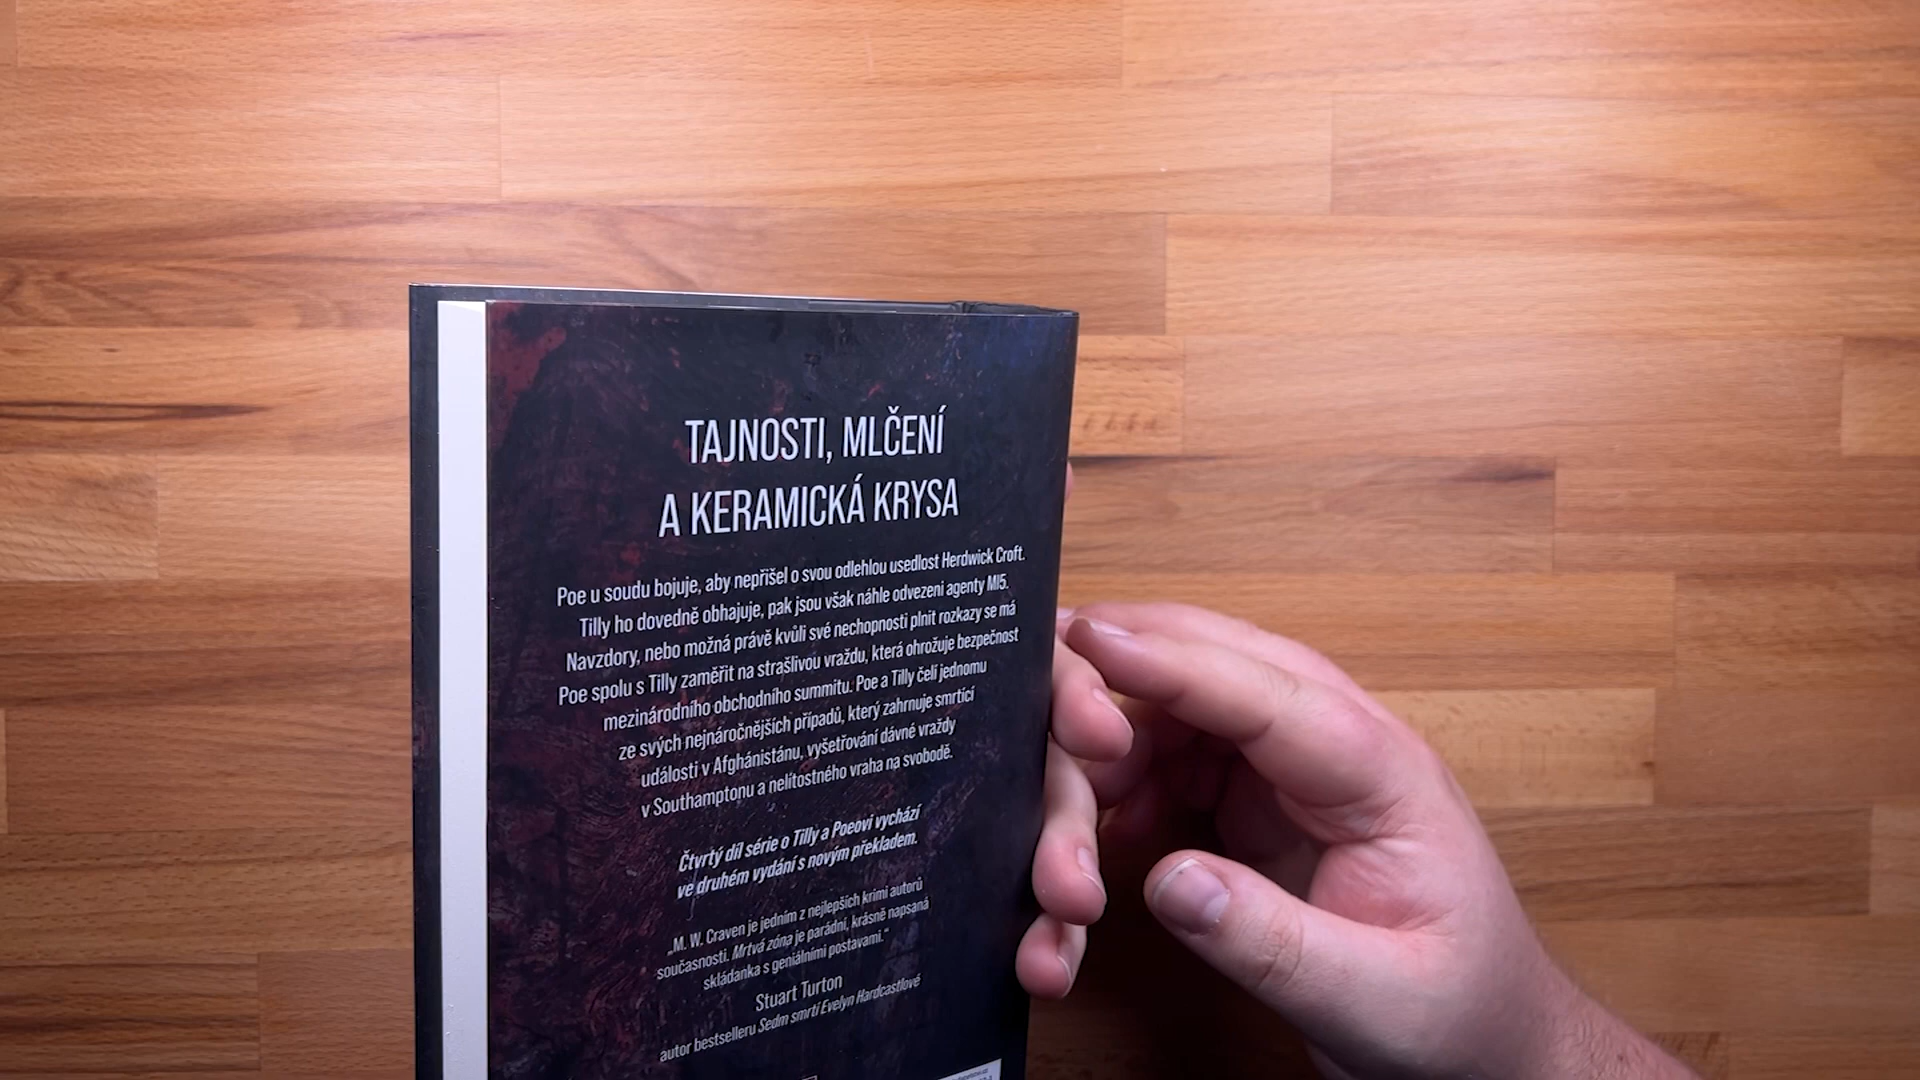 TAJNOSTI, MLČENÍ
A KERAMICKÁ KRYSA
Poe u soudu bojuje, aby nepřišel o svou odlehlou usedlost Herdwick Croft.
Tilly ho dovedně obhajuje, pak jsou však náhle odvezeni agenty MI5.
Navzdory, nebo možná právě kvůli své nechopnosti plnit rozkazy se má
Poe spolu s Tilly zaměřit na strašlivou vraždu, která ohrožuje bezpečnost
mezinárodního obchodního summitu. Poe a Tilly čelí jednomu
ze svých nejnáročnějších případů, který zahrnuje smrtící
události v Afghánistánu, vyšetřování dávné vraždy
v Southamptonu a nelítostného vraha na svobodě.
Čtvrtý díl série o Tilly a Poeovi vychází
ve druhém vydání s novým překladem.
„M. W. Craven je jedním z nejlepších krimi autorů
současnosti. Mrtvá zóna je parádní, krásně napsaná
skládanka s geniálními postavami.“
Stuart Turton
autor bestselleru Sedm smrtí Evelyn Hardcastlové